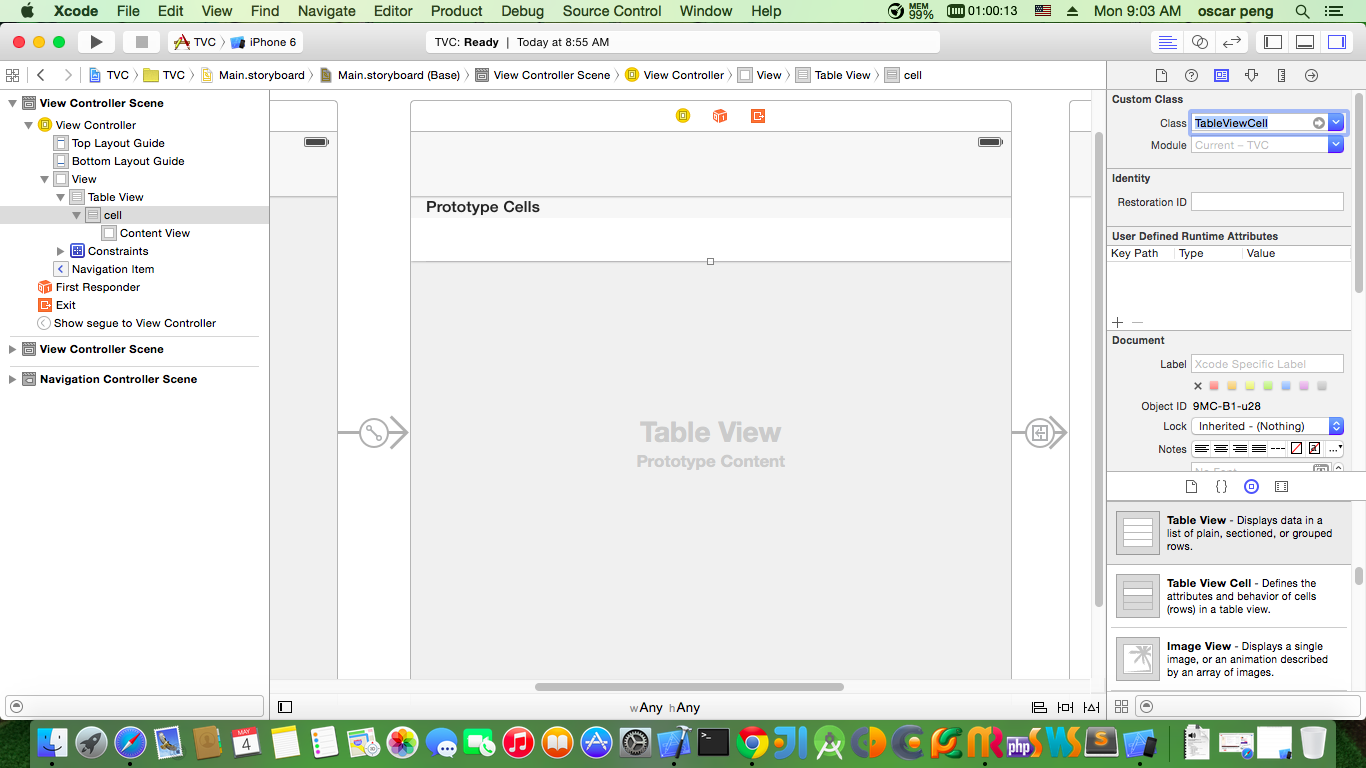 Xcode File Edit View Find Navigate Editor Product Debug Source Control Window Help MEM 99% 01:00:13 Mon 9:03 AM oscar peng
TVC iPhone 6 TVC: Ready | Today at 8:55 AM
TVC TVC Main.storyboard Main.storyboard (Base) View Controller Scene View Controller View Table View cell
View Controller Scene
View Controller
Top Layout Guide
Bottom Layout Guide
View
Table View
cell
Content View
Constraints
Navigation Item
First Responder
Exit
Show segue to View Controller
View Controller Scene
Navigation Controller Scene
Prototype Cells
Table View
Prototype Content
wAny hAny
Custom Class
Class TableViewCell
Module Current – TVC
Identity
Restoration ID
User Defined Runtime Attributes
Key Path Type Value
Document
Label Xcode Specific Label
Object ID 9MC-B1-u28
Lock Inherited - (Nothing)
Notes
No Font
Table View - Displays data in a
list of plain, sectioned, or grouped
rows.
Table View Cell - Defines the
attributes and behavior of cells
(rows) in a table view.
Image View - Displays a single
image, or an animation described
by an array of images.
MAY
4
php